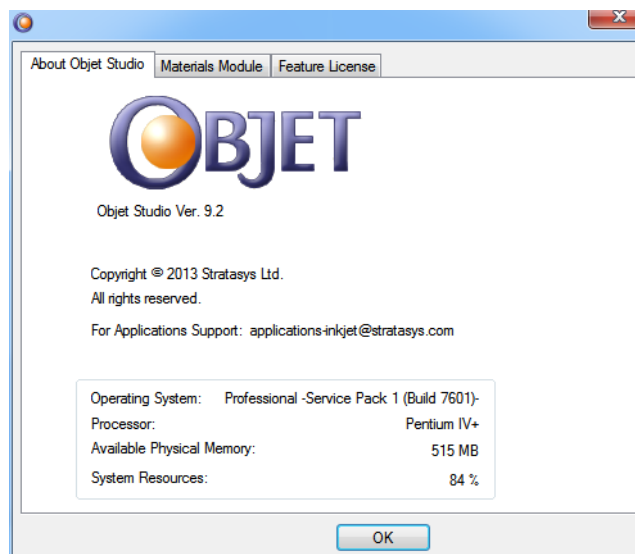 About Objet Studio Materials Module Feature License
OBJET
Objet Studio Ver. 9.2
Copyright © 2013 Stratasys Ltd.
All rights reserved.
For Applications Support: applications-inkjet@stratasys.com
Operating System: Professional -Service Pack 1 (Build 7601)-
Processor: Pentium IV+
Available Physical Memory: 515 MB
System Resources: 84 %
OK